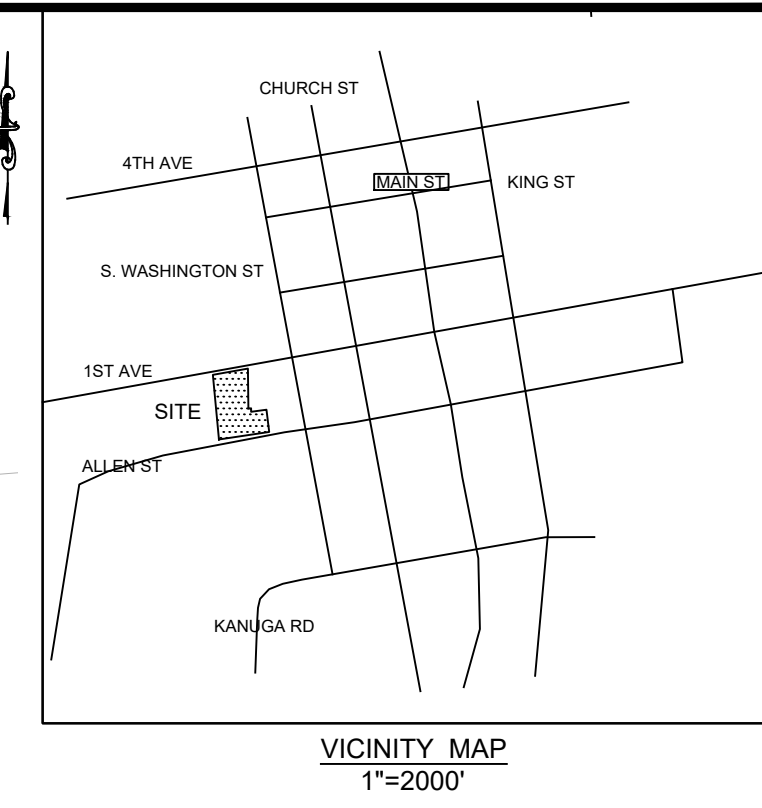 CHURCH ST
4TH AVE
MAIN ST
KING ST
S. WASHINGTON ST
1ST AVE
SITE
ALLEN ST
KANUGA RD
VICINITY MAP
1"=2000'